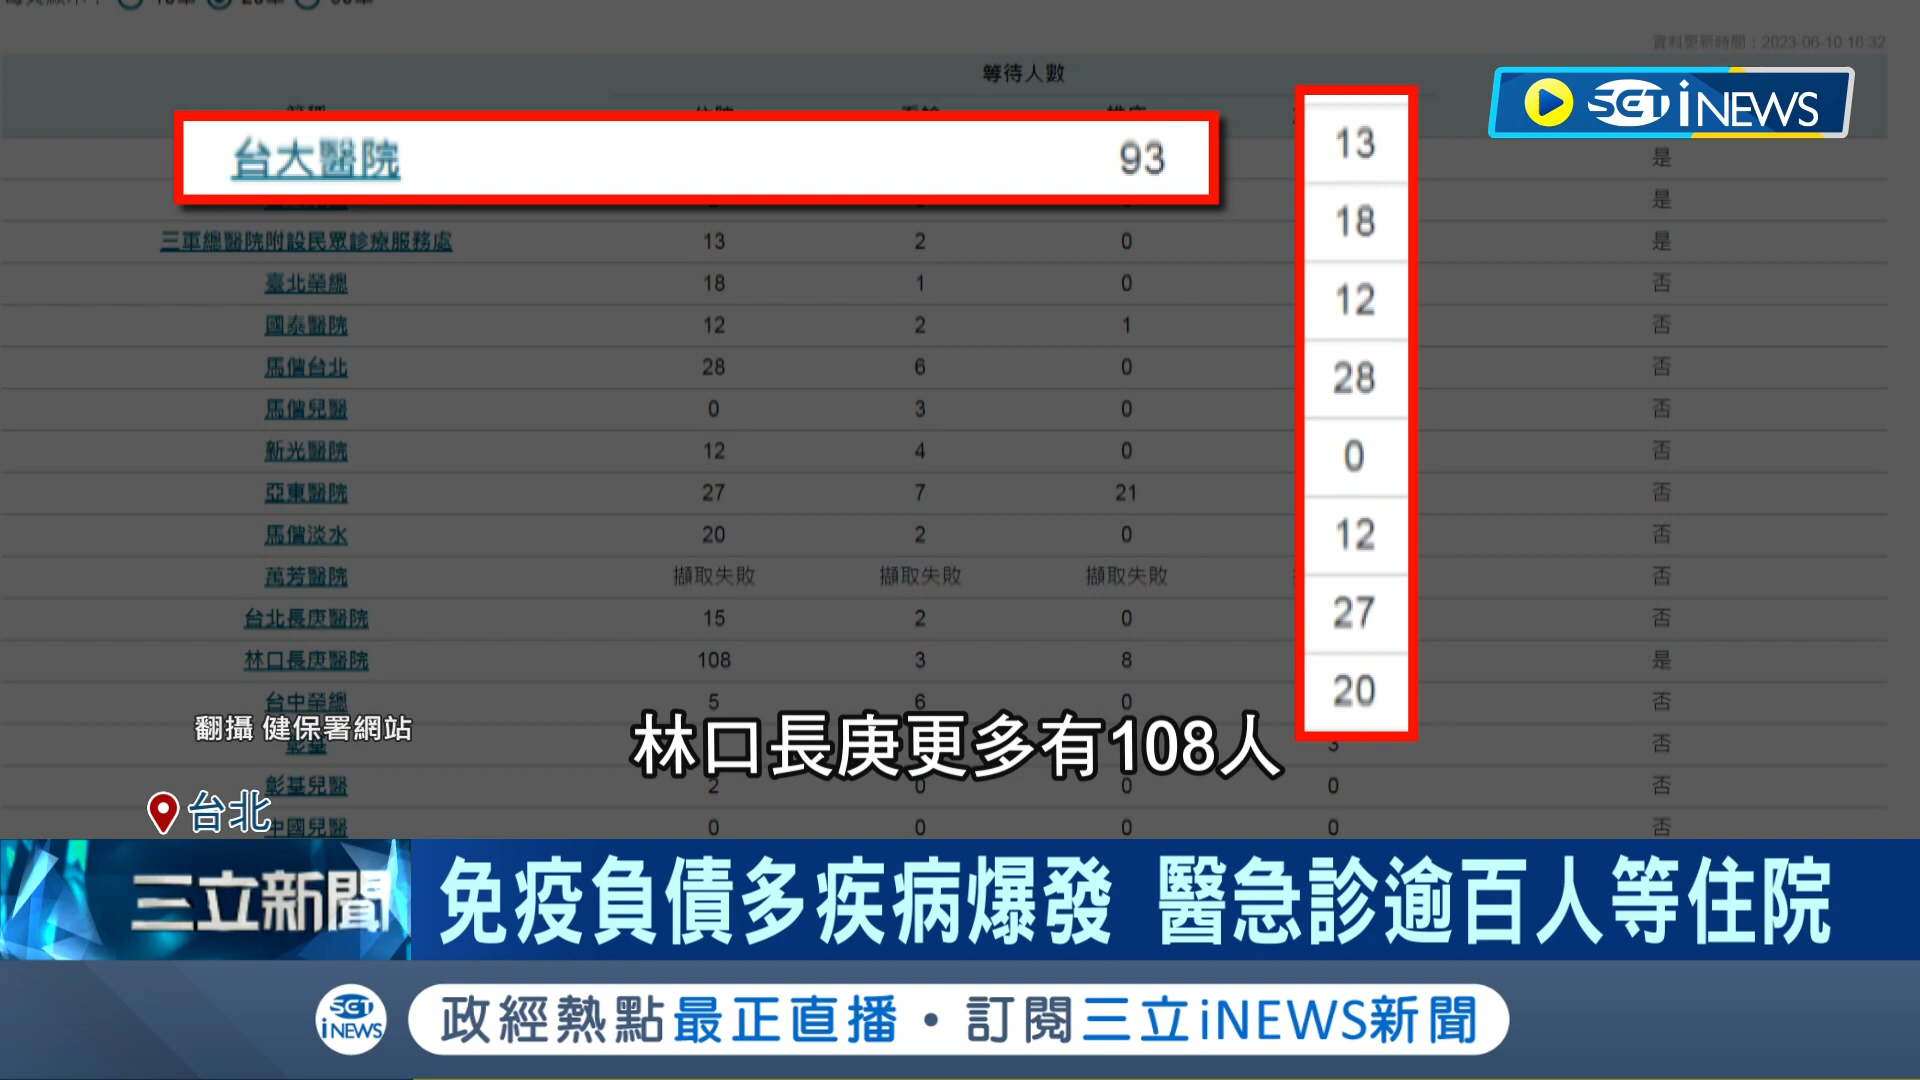 資料更新時間：2023-06-10 16:32
等待人數
SET iNEWS
台大醫院 93
是
是
三軍總醫院附設民眾診療服務處 13 2 0 是
臺北榮總 18 1 0 否
國泰醫院 12 2 1 否
馬偕台北 28 6 0 否
馬偕兒醫 0 3 0 否
新光醫院 12 4 0 否
亞東醫院 27 7 21 否
馬偕淡水 20 2 0 否
萬芳醫院 擷取失敗 擷取失敗 擷取失敗 否
台北長庚醫院 15 2 0 否
林口長庚醫院 108 3 8 是
台中榮總 5 6 0 否
彰基 3 否
彰基兒醫 2 0 0 0 否
中國兒醫 0 0 0 0 否
13
18
12
28
0
12
27
20
翻攝 健保署網站
林口長庚更多有108人
台北
三立新聞
免疫負債多疾病爆發 醫急診逾百人等住院
SET iNEWS
政經熱點最正直播・訂閱三立iNEWS新聞